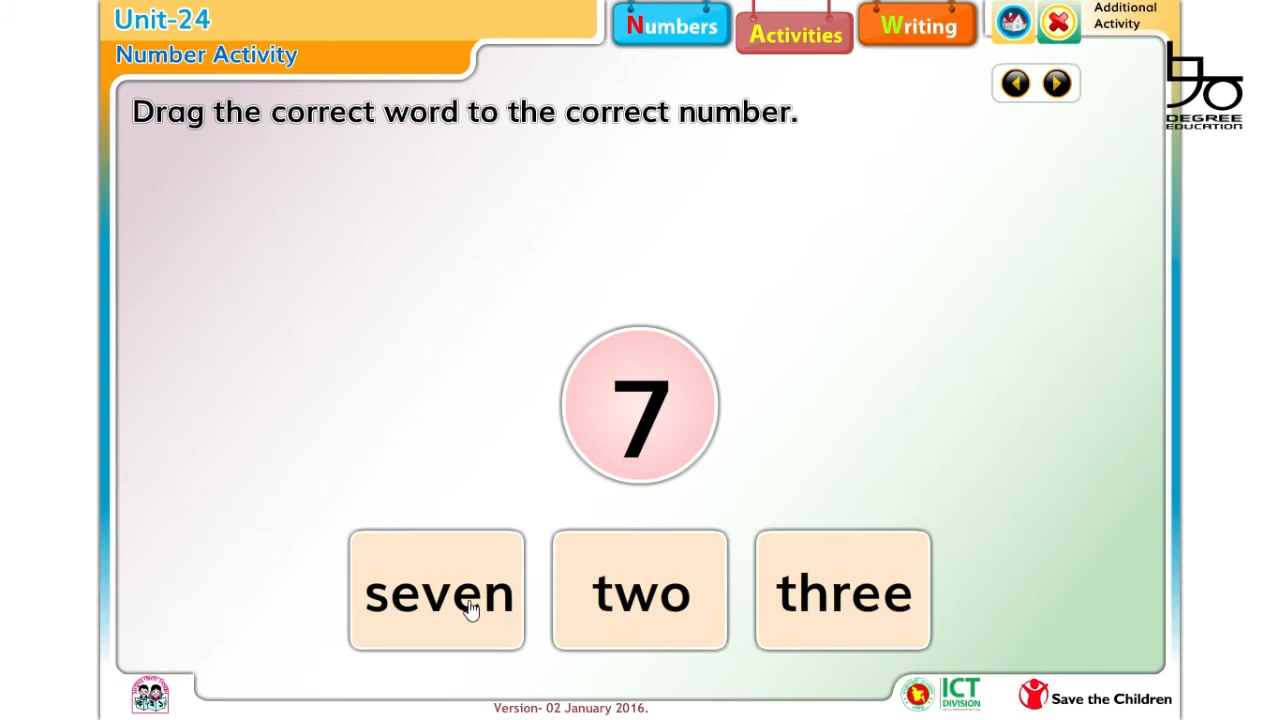 Unit-24
Number Activity
Numbers
Activities
Writing
Additional
Activity
DEGREE
EDUCATION
Drag the correct word to the correct number.
7
seven
two
three
Version- 02 January 2016.
ICT
DIVISION
Save the Children